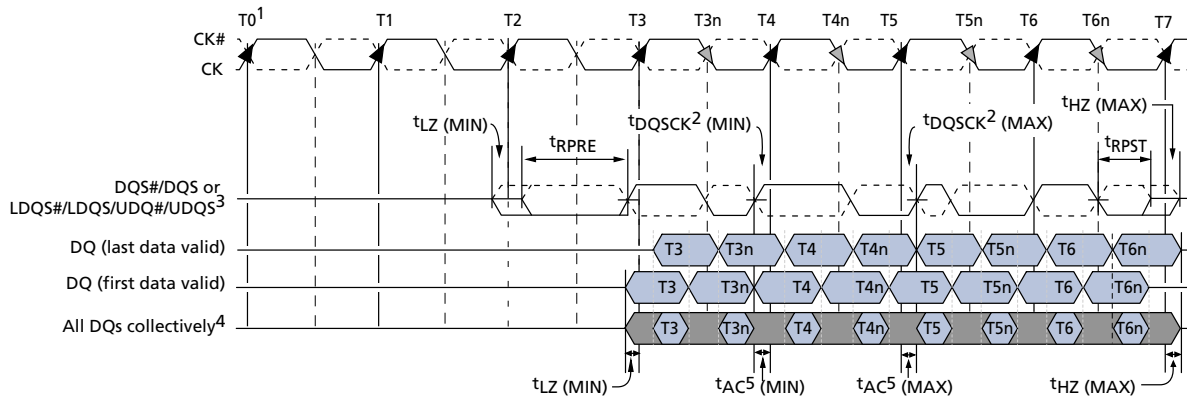 T0¹ T1 T2 T3 T3n T4 T4n T5 T5n T6 T6n T7
CK#
CK
tHZ (MAX)
tLZ (MIN) tDQSCK² (MIN) tDQSCK² (MAX)
tRPRE tRPST
DQS#/DQS or
LDQS#/LDQS/UDQ#/UDQS³
DQ (last data valid) T3 T3n T4 T4n T5 T5n T6 T6n
DQ (first data valid) T3 T3n T4 T4n T5 T5n T6 T6n
All DQs collectively⁴ T3 T3n T4 T4n T5 T5n T6 T6n
tLZ (MIN) tAC⁵ (MIN) tAC⁵ (MAX) tHZ (MAX)